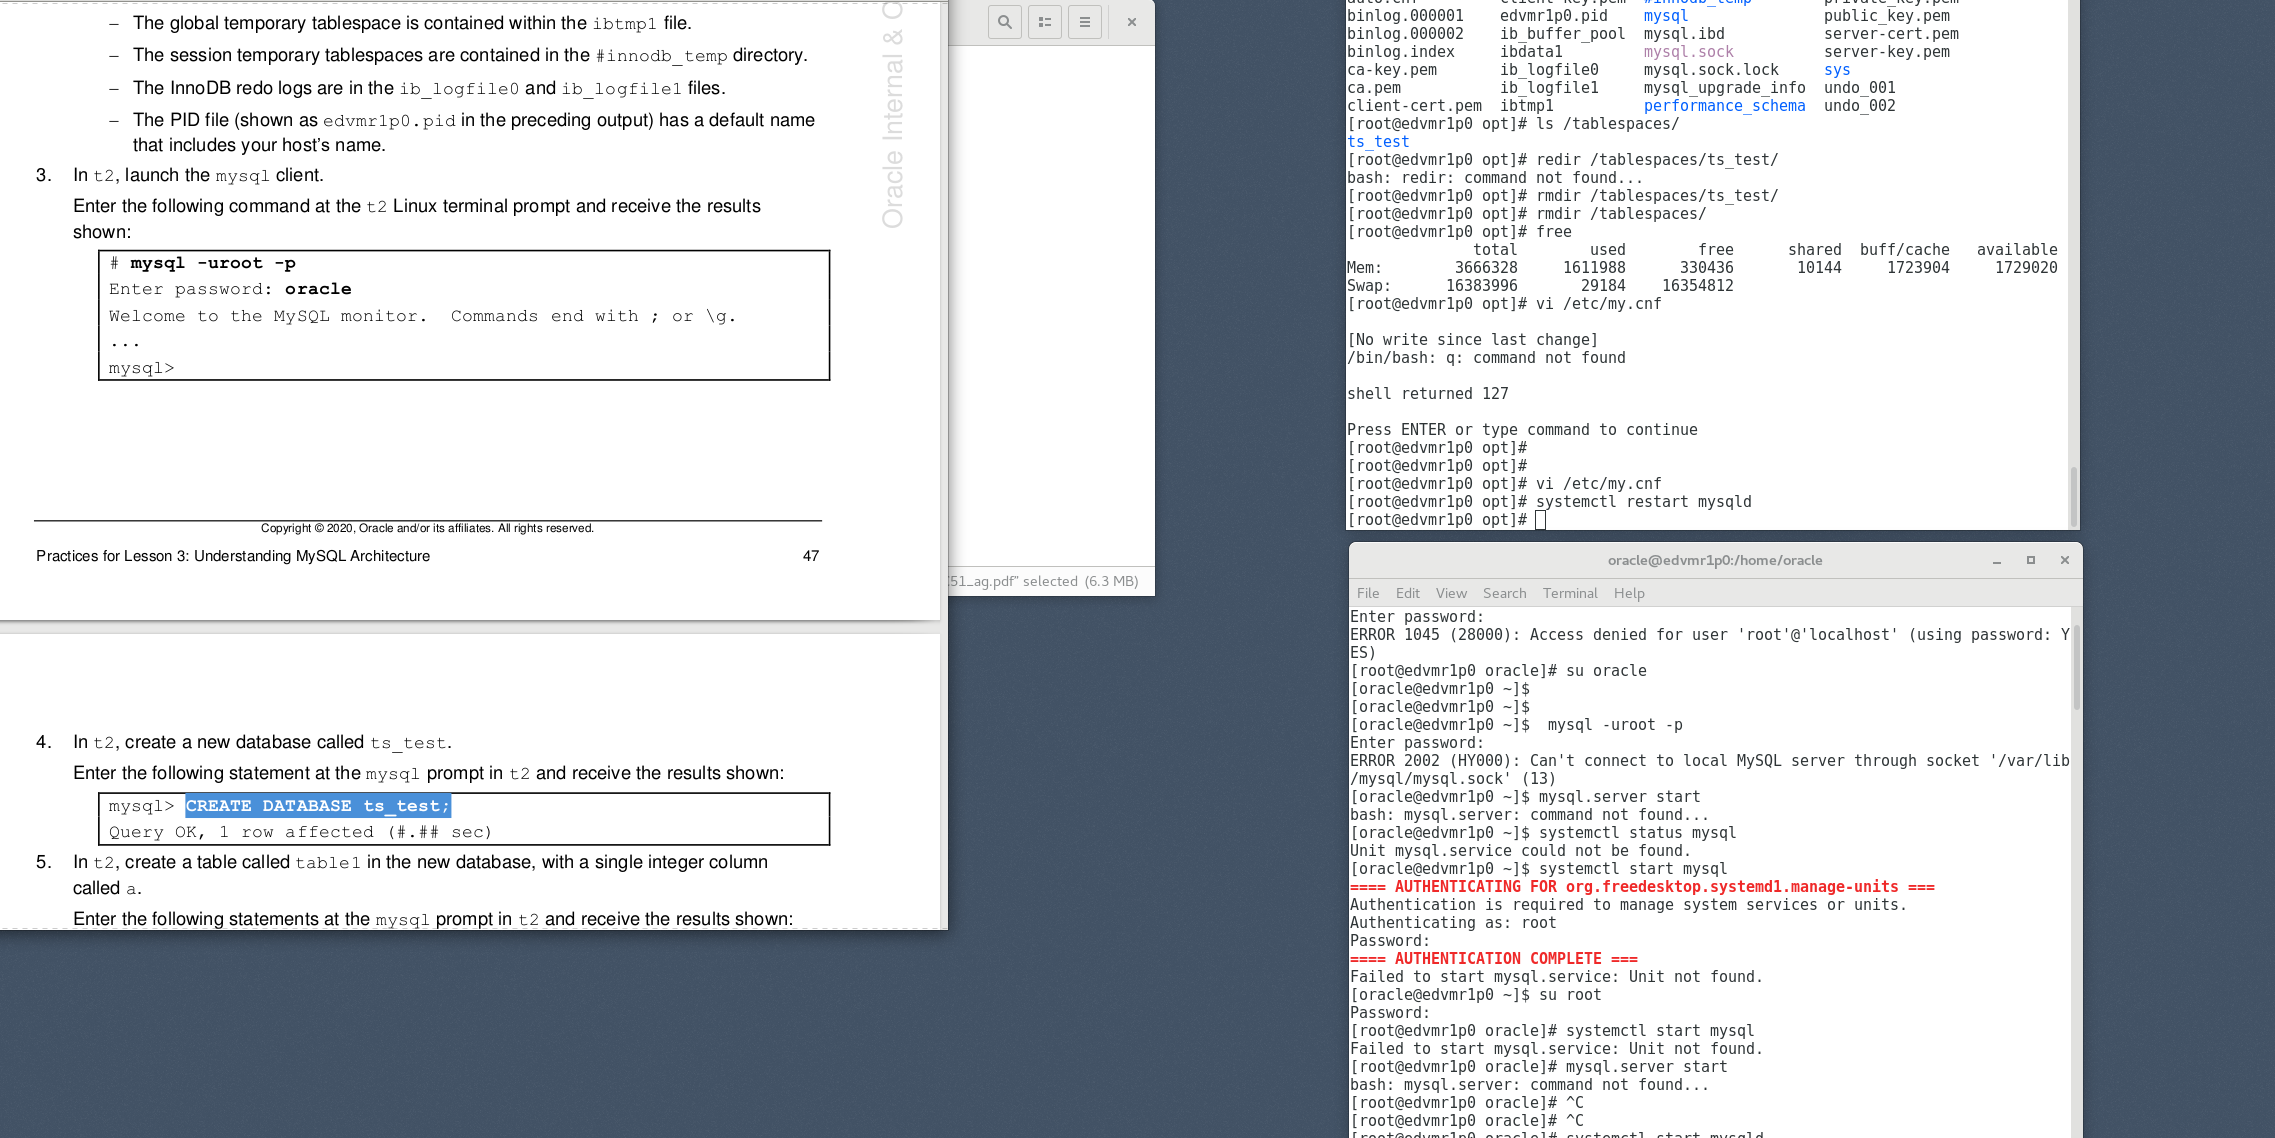 – The global temporary tablespace is contained within the ibtmp1 file.
– The session temporary tablespaces are contained in the #innodb_temp directory.
– The InnoDB redo logs are in the ib_logfile0 and ib_logfile1 files.
– The PID file (shown as edvmr1p0.pid in the preceding output) has a default name
that includes your host’s name.
3. In t2, launch the mysql client.
Enter the following command at the t2 Linux terminal prompt and receive the results
shown:
# mysql -uroot -p
Enter password: oracle
Welcome to the MySQL monitor.  Commands end with ; or \g.
...
mysql>
Oracle Internal &
Copyright © 2020, Oracle and/or its affiliates. All rights reserved.
Practices for Lesson 3: Understanding MySQL Architecture 47
4. In t2, create a new database called ts_test.
Enter the following statement at the mysql prompt in t2 and receive the results shown:
mysql> CREATE DATABASE ts_test;
Query OK, 1 row affected (#.## sec)
5. In t2, create a table called table1 in the new database, with a single integer column
called a.
Enter the following statements at the mysql prompt in t2 and receive the results shown:
51_ag.pdf” selected (6.3 MB)
auto.cnf client-key.pem #innodb_temp private_key.pem
binlog.000001 edvmr1p0.pid mysql public_key.pem
binlog.000002 ib_buffer_pool mysql.ibd server-cert.pem
binlog.index ibdata1 mysql.sock server-key.pem
ca-key.pem ib_logfile0 mysql.sock.lock sys
ca.pem ib_logfile1 mysql_upgrade_info undo_001
client-cert.pem ibtmp1 performance_schema undo_002
[root@edvmr1p0 opt]# ls /tablespaces/
ts_test
[root@edvmr1p0 opt]# redir /tablespaces/ts_test/
bash: redir: command not found...
[root@edvmr1p0 opt]# rmdir /tablespaces/ts_test/
[root@edvmr1p0 opt]# rmdir /tablespaces/
[root@edvmr1p0 opt]# free
total used free shared buff/cache available
Mem: 3666328 1611988 330436 10144 1723904 1729020
Swap: 16383996 29184 16354812
[root@edvmr1p0 opt]# vi /etc/my.cnf
[No write since last change]
/bin/bash: q: command not found
shell returned 127
Press ENTER or type command to continue
[root@edvmr1p0 opt]#
[root@edvmr1p0 opt]#
[root@edvmr1p0 opt]# vi /etc/my.cnf
[root@edvmr1p0 opt]# systemctl restart mysqld
[root@edvmr1p0 opt]#
oracle@edvmr1p0:/home/oracle
File Edit View Search Terminal Help
Enter password:
ERROR 1045 (28000): Access denied for user 'root'@'localhost' (using password: Y
ES)
[root@edvmr1p0 oracle]# su oracle
[oracle@edvmr1p0 ~]$
[oracle@edvmr1p0 ~]$
[oracle@edvmr1p0 ~]$  mysql -uroot -p
Enter password:
ERROR 2002 (HY000): Can't connect to local MySQL server through socket '/var/lib
/mysql/mysql.sock' (13)
[oracle@edvmr1p0 ~]$ mysql.server start
bash: mysql.server: command not found...
[oracle@edvmr1p0 ~]$ systemctl status mysql
Unit mysql.service could not be found.
[oracle@edvmr1p0 ~]$ systemctl start mysql
==== AUTHENTICATING FOR org.freedesktop.systemd1.manage-units ===
Authentication is required to manage system services or units.
Authenticating as: root
Password:
==== AUTHENTICATION COMPLETE ===
Failed to start mysql.service: Unit not found.
[oracle@edvmr1p0 ~]$ su root
Password:
[root@edvmr1p0 oracle]# systemctl start mysql
Failed to start mysql.service: Unit not found.
[root@edvmr1p0 oracle]# mysql.server start
bash: mysql.server: command not found...
[root@edvmr1p0 oracle]# ^C
[root@edvmr1p0 oracle]# ^C
[root@edvmr1p0 oracle]# systemctl start mysqld